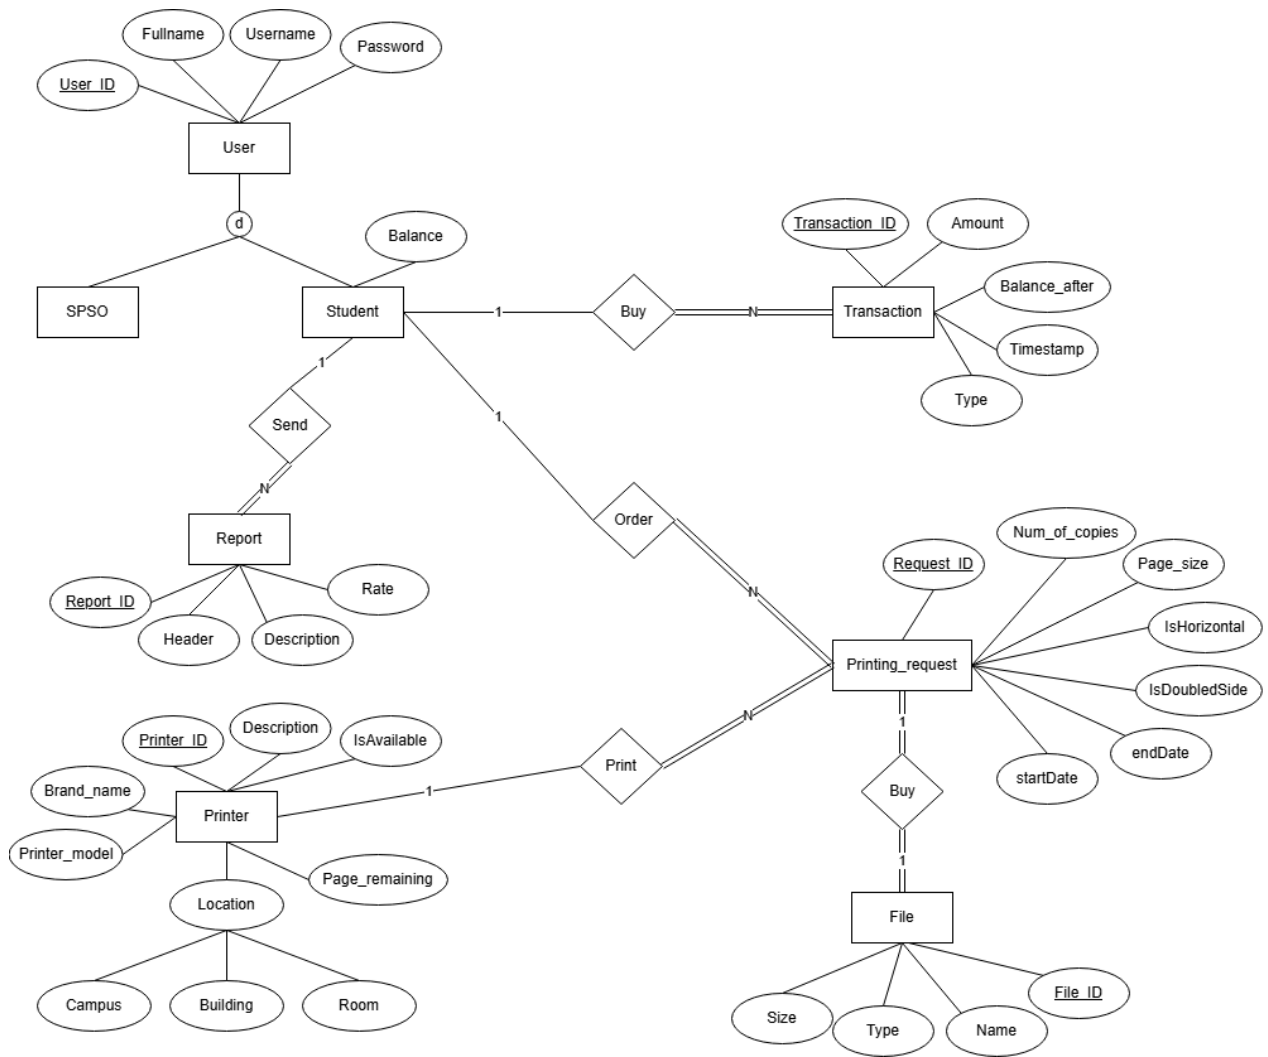 Fullname
Username
Password
User_ID
User
d
Balance
SPSO
Student
1
Buy
N
Transaction
Transaction_ID
Amount
Balance_after
Timestamp
Type
1
Send
N
Report
Report_ID
Header
Description
Rate
1
Order
N
Request_ID
Num_of_copies
Page_size
IsHorizontal
IsDoubledSide
endDate
startDate
Printing_request
N
Print
1
Printer_ID
Description
IsAvailable
Brand_name
Printer
Printer_model
Page_remaining
Location
Campus
Building
Room
1
Buy
1
File
Size
Type
Name
File_ID